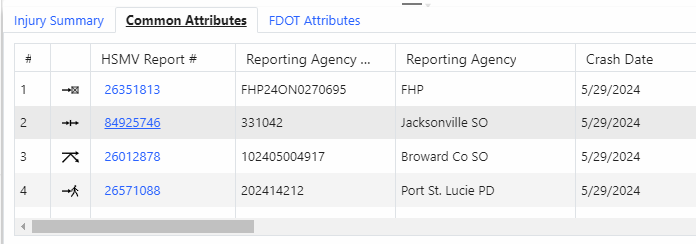 Injury Summary Common Attributes FDOT Attributes
# HSMV Report # Reporting Agency ... Reporting Agency Crash Date
1 26351813 FHP24ON0270695 FHP 5/29/2024
2 84925746 331042 Jacksonville SO 5/29/2024
3 26012878 102405004917 Broward Co SO 5/29/2024
4 26571088 202414212 Port St. Lucie PD 5/29/2024